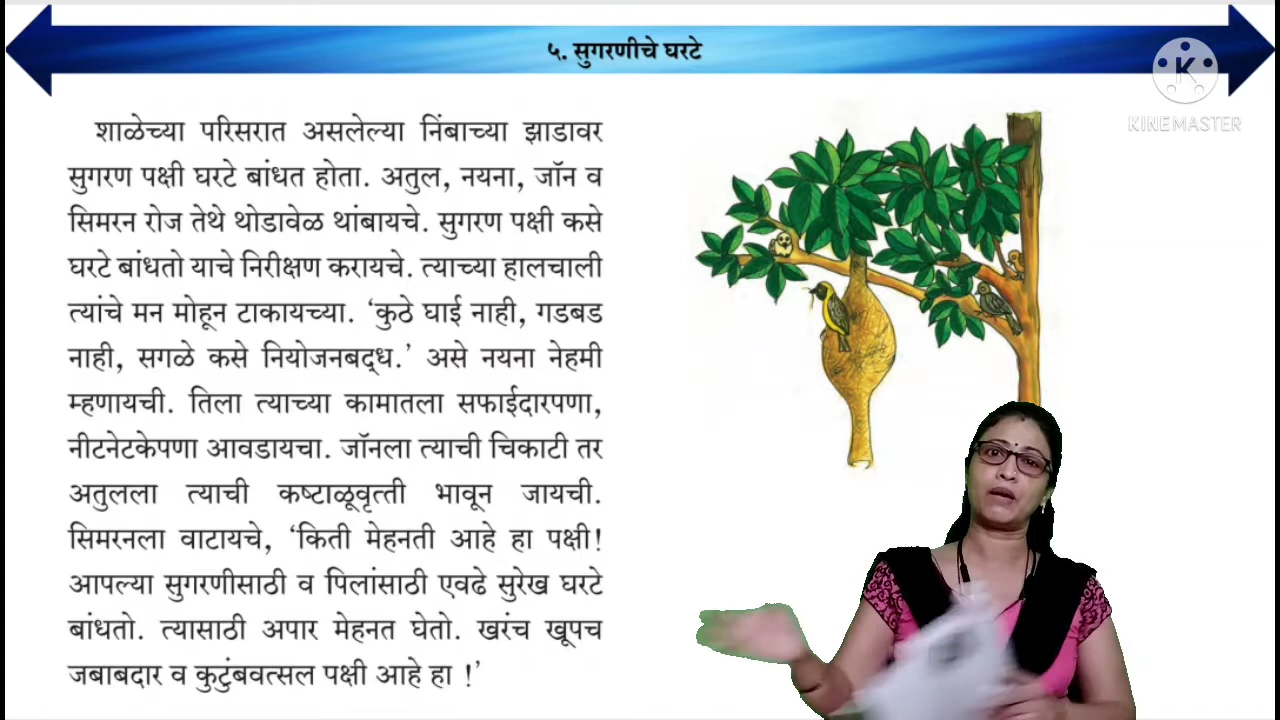 ५. सुगरणीचे घरटे
KINEMASTER
शाळेच्या परिसरात असलेल्या निंबाच्या झाडावर
सुगरण पक्षी घरटे बांधत होता. अतुल, नयना, जॉन व
सिमरन रोज तेथे थोडावेळ थांबायचे. सुगरण पक्षी कसे
घरटे बांधतो याचे निरीक्षण करायचे. त्याच्या हालचाली
त्यांचे मन मोहून टाकायच्या. ‘कुठे घाई नाही, गडबड
नाही, सगळे कसे नियोजनबद्ध.’ असे नयना नेहमी
म्हणायची. तिला त्याच्या कामातला सफाईदारपणा,
नीटनेटकेपणा आवडायचा. जॉनला त्याची चिकाटी तर
अतुलला त्याची कष्टाळूवृत्ती भावून जायची.
सिमरनला वाटायचे, ‘किती मेहनती आहे हा पक्षी!
आपल्या सुगरणीसाठी व पिलांसाठी एवढे सुरेख घरटे
बांधतो. त्यासाठी अपार मेहनत घेतो. खरंच खूपच
जबाबदार व कुटुंबवत्सल पक्षी आहे हा !’